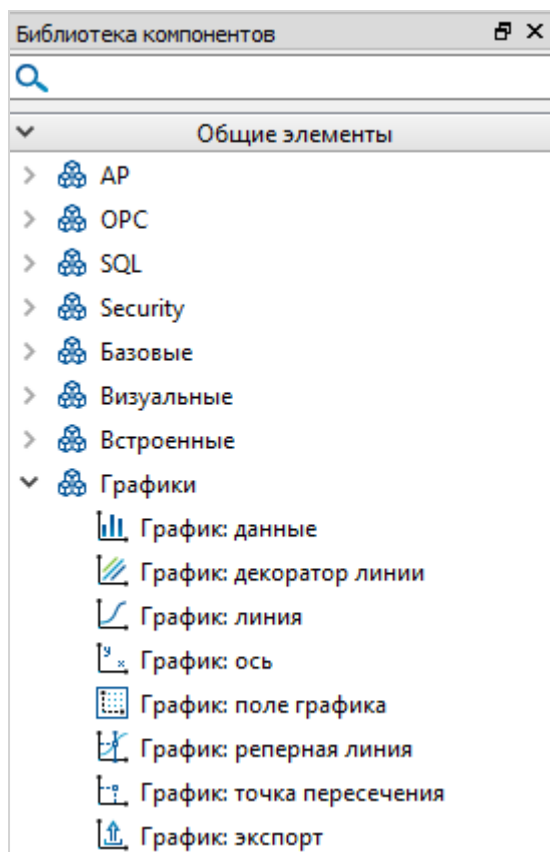 Библиотека компонентов
Общие элементы
AP
OPC
SQL
Security
Базовые
Визуальные
Встроенные
Графики
График: данные
График: декоратор линии
График: линия
График: ось
График: поле графика
График: реперная линия
График: точка пересечения
График: экспорт